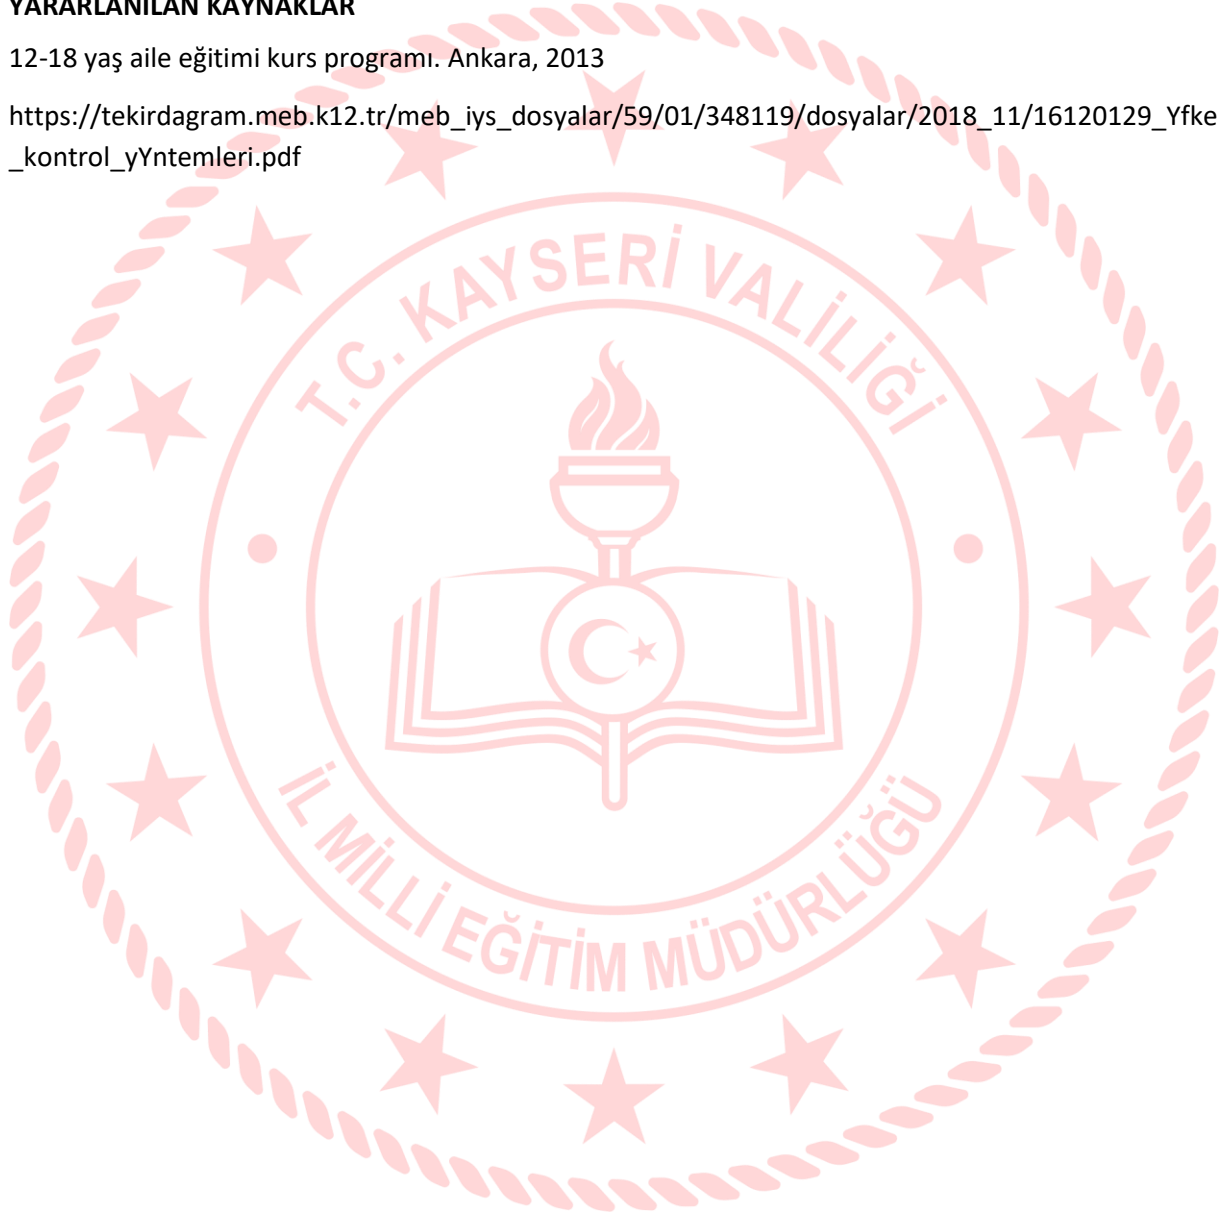 YARARLANILAN KAYNAKLAR
12-18 yaş aile eğitimi kurs programı. Ankara, 2013
https://tekirdagram.meb.k12.tr/meb_iys_dosyalar/59/01/348119/dosyalar/2018_11/16120129_Yfke
_kontrol_yYntemleri.pdf
T.C. KAYSERİ VALİLİĞİ
İL MİLLİ EĞİTİM MÜDÜRLÜĞÜ